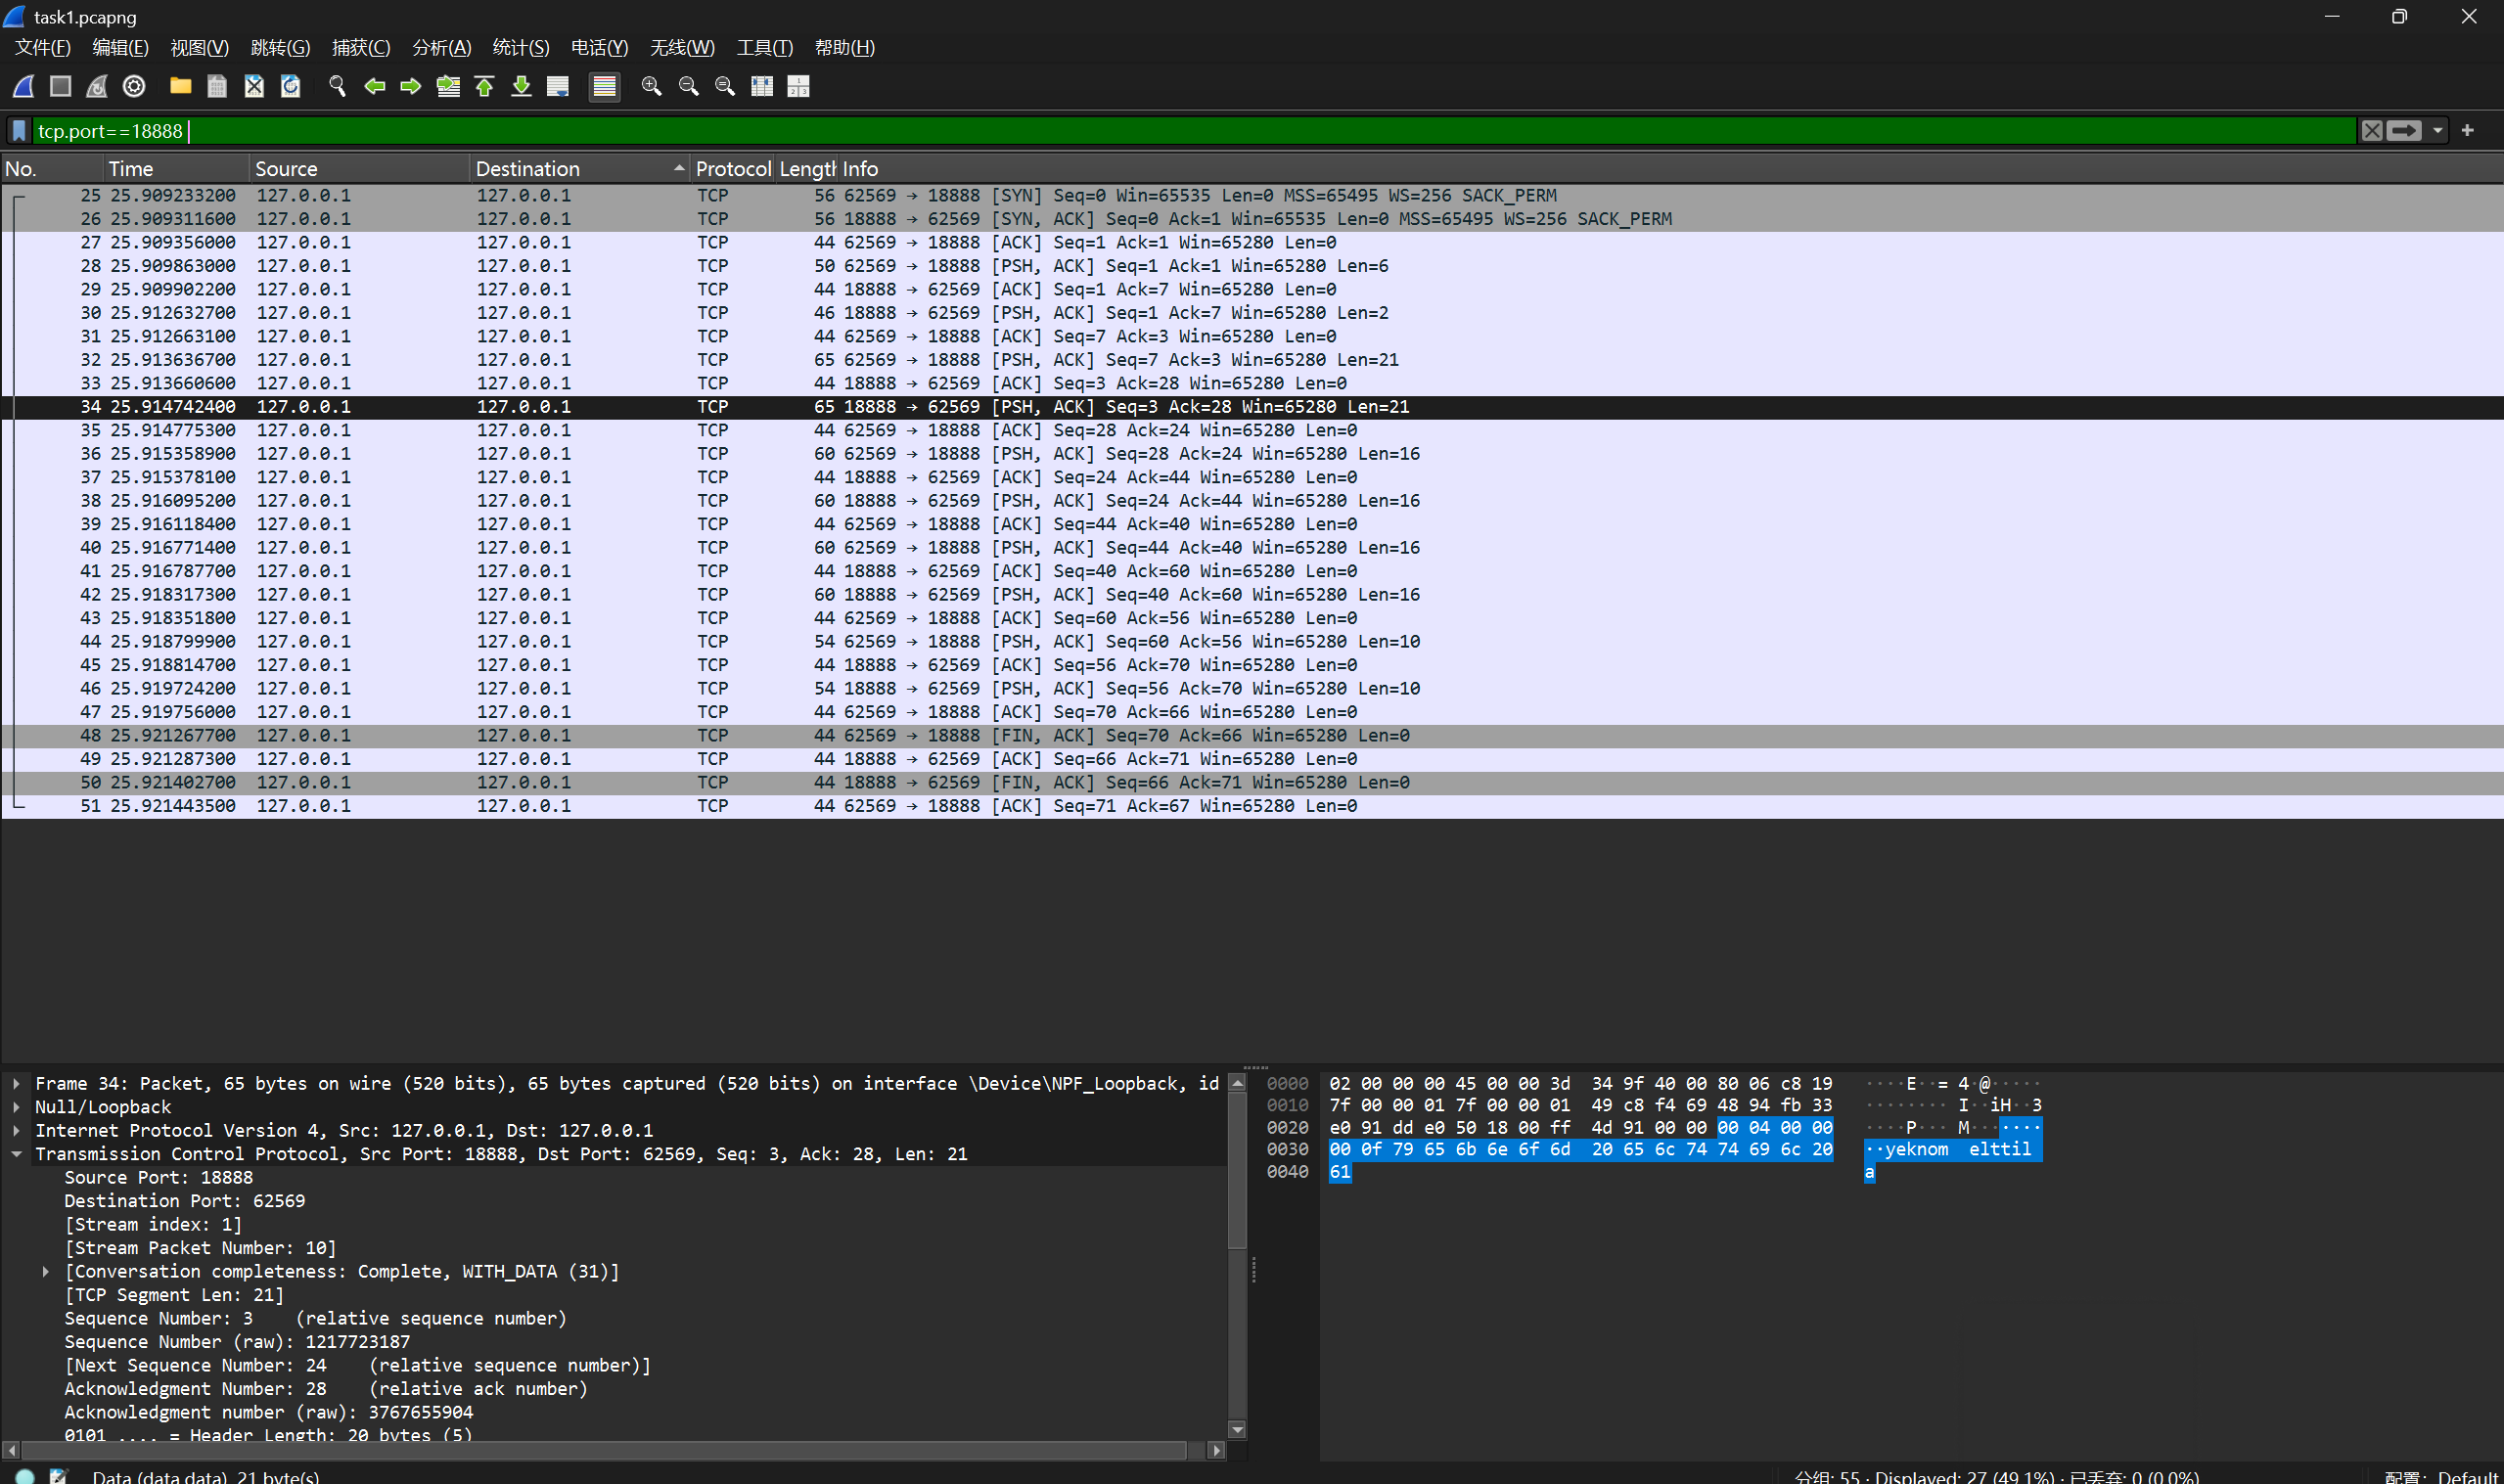 task1.pcapng
文件(F) 编辑(E) 视图(V) 跳转(G) 捕获(C) 分析(A) 统计(S) 电话(Y) 无线(W) 工具(T) 帮助(H)
tcp.port==18888
No. Time Source Destination Protocol Length Info
25 25.909233200 127.0.0.1 127.0.0.1 TCP 56 62569 → 18888 [SYN] Seq=0 Win=65535 Len=0 MSS=65495 WS=256 SACK_PERM
26 25.909311600 127.0.0.1 127.0.0.1 TCP 56 18888 → 62569 [SYN, ACK] Seq=0 Ack=1 Win=65535 Len=0 MSS=65495 WS=256 SACK_PERM
27 25.909356000 127.0.0.1 127.0.0.1 TCP 44 62569 → 18888 [ACK] Seq=1 Ack=1 Win=65280 Len=0
28 25.909863000 127.0.0.1 127.0.0.1 TCP 50 62569 → 18888 [PSH, ACK] Seq=1 Ack=1 Win=65280 Len=6
29 25.909902200 127.0.0.1 127.0.0.1 TCP 44 18888 → 62569 [ACK] Seq=1 Ack=7 Win=65280 Len=0
30 25.912632700 127.0.0.1 127.0.0.1 TCP 46 18888 → 62569 [PSH, ACK] Seq=1 Ack=7 Win=65280 Len=2
31 25.912663100 127.0.0.1 127.0.0.1 TCP 44 62569 → 18888 [ACK] Seq=7 Ack=3 Win=65280 Len=0
32 25.913636700 127.0.0.1 127.0.0.1 TCP 65 62569 → 18888 [PSH, ACK] Seq=7 Ack=3 Win=65280 Len=21
33 25.913660600 127.0.0.1 127.0.0.1 TCP 44 18888 → 62569 [ACK] Seq=3 Ack=28 Win=65280 Len=0
34 25.914742400 127.0.0.1 127.0.0.1 TCP 65 18888 → 62569 [PSH, ACK] Seq=3 Ack=28 Win=65280 Len=21
35 25.914775300 127.0.0.1 127.0.0.1 TCP 44 62569 → 18888 [ACK] Seq=28 Ack=24 Win=65280 Len=0
36 25.915358900 127.0.0.1 127.0.0.1 TCP 60 62569 → 18888 [PSH, ACK] Seq=28 Ack=24 Win=65280 Len=16
37 25.915378100 127.0.0.1 127.0.0.1 TCP 44 18888 → 62569 [ACK] Seq=24 Ack=44 Win=65280 Len=0
38 25.916095200 127.0.0.1 127.0.0.1 TCP 60 18888 → 62569 [PSH, ACK] Seq=24 Ack=44 Win=65280 Len=16
39 25.916118400 127.0.0.1 127.0.0.1 TCP 44 62569 → 18888 [ACK] Seq=44 Ack=40 Win=65280 Len=0
40 25.916771400 127.0.0.1 127.0.0.1 TCP 60 62569 → 18888 [PSH, ACK] Seq=44 Ack=40 Win=65280 Len=16
41 25.916787700 127.0.0.1 127.0.0.1 TCP 44 18888 → 62569 [ACK] Seq=40 Ack=60 Win=65280 Len=0
42 25.918317300 127.0.0.1 127.0.0.1 TCP 60 18888 → 62569 [PSH, ACK] Seq=40 Ack=60 Win=65280 Len=16
43 25.918351800 127.0.0.1 127.0.0.1 TCP 44 62569 → 18888 [ACK] Seq=60 Ack=56 Win=65280 Len=0
44 25.918799900 127.0.0.1 127.0.0.1 TCP 54 62569 → 18888 [PSH, ACK] Seq=60 Ack=56 Win=65280 Len=10
45 25.918814700 127.0.0.1 127.0.0.1 TCP 44 18888 → 62569 [ACK] Seq=56 Ack=70 Win=65280 Len=0
46 25.919724200 127.0.0.1 127.0.0.1 TCP 54 18888 → 62569 [PSH, ACK] Seq=56 Ack=70 Win=65280 Len=10
47 25.919756000 127.0.0.1 127.0.0.1 TCP 44 62569 → 18888 [ACK] Seq=70 Ack=66 Win=65280 Len=0
48 25.921267700 127.0.0.1 127.0.0.1 TCP 44 62569 → 18888 [FIN, ACK] Seq=70 Ack=66 Win=65280 Len=0
49 25.921287300 127.0.0.1 127.0.0.1 TCP 44 18888 → 62569 [ACK] Seq=66 Ack=71 Win=65280 Len=0
50 25.921402700 127.0.0.1 127.0.0.1 TCP 44 18888 → 62569 [FIN, ACK] Seq=66 Ack=71 Win=65280 Len=0
51 25.921443500 127.0.0.1 127.0.0.1 TCP 44 62569 → 18888 [ACK] Seq=71 Ack=67 Win=65280 Len=0
Frame 34: Packet, 65 bytes on wire (520 bits), 65 bytes captured (520 bits) on interface \Device\NPF_Loopback, id
Null/Loopback
Internet Protocol Version 4, Src: 127.0.0.1, Dst: 127.0.0.1
Transmission Control Protocol, Src Port: 18888, Dst Port: 62569, Seq: 3, Ack: 28, Len: 21
Source Port: 18888
Destination Port: 62569
[Stream index: 1]
[Stream Packet Number: 10]
[Conversation completeness: Complete, WITH_DATA (31)]
[TCP Segment Len: 21]
Sequence Number: 3 (relative sequence number)
Sequence Number (raw): 1217723187
[Next Sequence Number: 24 (relative sequence number)]
Acknowledgment Number: 28 (relative ack number)
Acknowledgment number (raw): 3767655904
0101 .... = Header Length: 20 bytes (5)
0000 02 00 00 00 45 00 00 3d 34 9f 40 00 80 06 c8 19 ····E··= 4·@·····
0010 7f 00 00 01 7f 00 00 01 49 c8 f4 69 48 94 fb 33 ········ I··iH··3
0020 e0 91 dd e0 50 18 00 ff 4d 91 00 00 00 04 00 00 ····P··· M·······
0030 00 0f 79 65 6b 6e 6f 6d 20 65 6c 74 74 69 6c 20 ··yeknom elttil
0040 61 a
Data (data.data), 21 byte(s)
分组: 55 · Displayed: 27 (49.1%) · 已丢弃: 0 (0.0%)
配置: Default